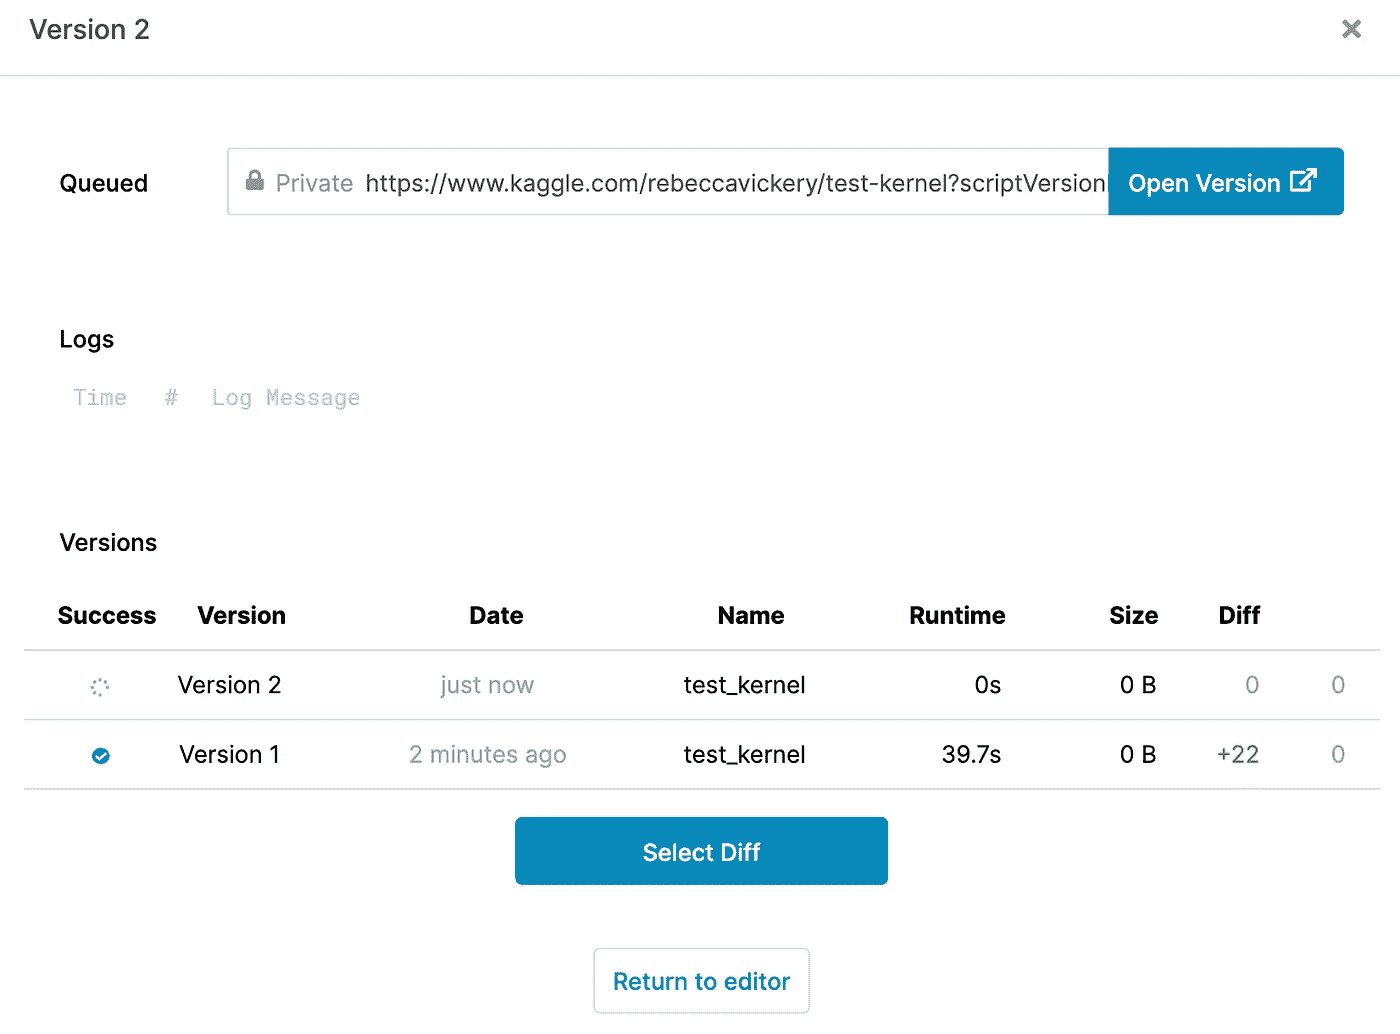 Version 2
Queued Private https://www.kaggle.com/rebeccavickery/test-kernel?scriptVersion Open Version
Logs
Time # Log Message
Versions
Success Version Date Name Runtime Size Diff
Version 2 just now test_kernel 0s 0 B 0 0
Version 1 2 minutes ago test_kernel 39.7s 0 B +22 0
Select Diff
Return to editor